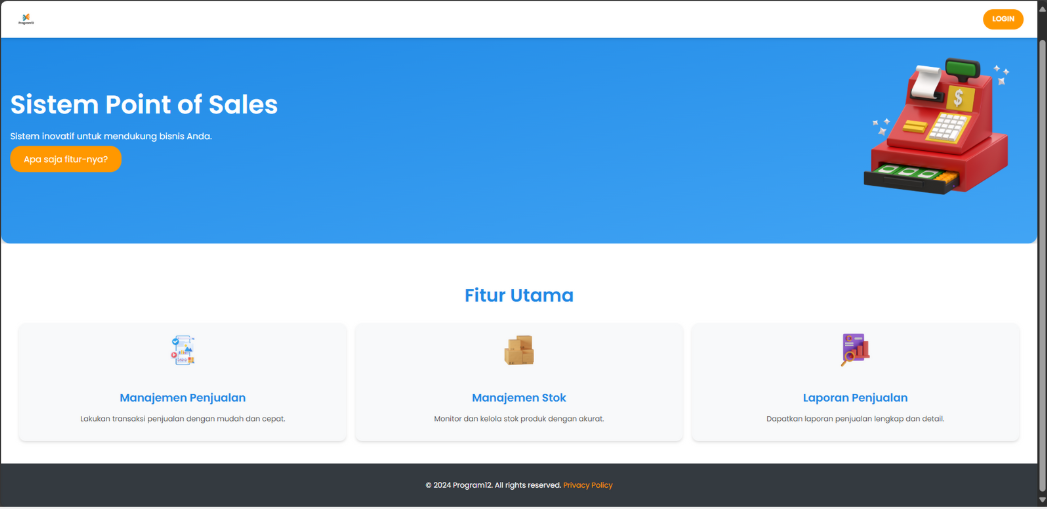 Program12
LOGIN
Sistem Point of Sales
Sistem inovatif untuk mendukung bisnis Anda.
Apa saja fitur-nya?
$
Fitur Utama
Manajemen Penjualan
Lakukan transaksi penjualan dengan mudah dan cepat.
Manajemen Stok
Monitor dan kelola stok produk dengan akurat.
Laporan Penjualan
Dapatkan laporan penjualan lengkap dan detail.
© 2024 Program12. All rights reserved. Privacy Policy